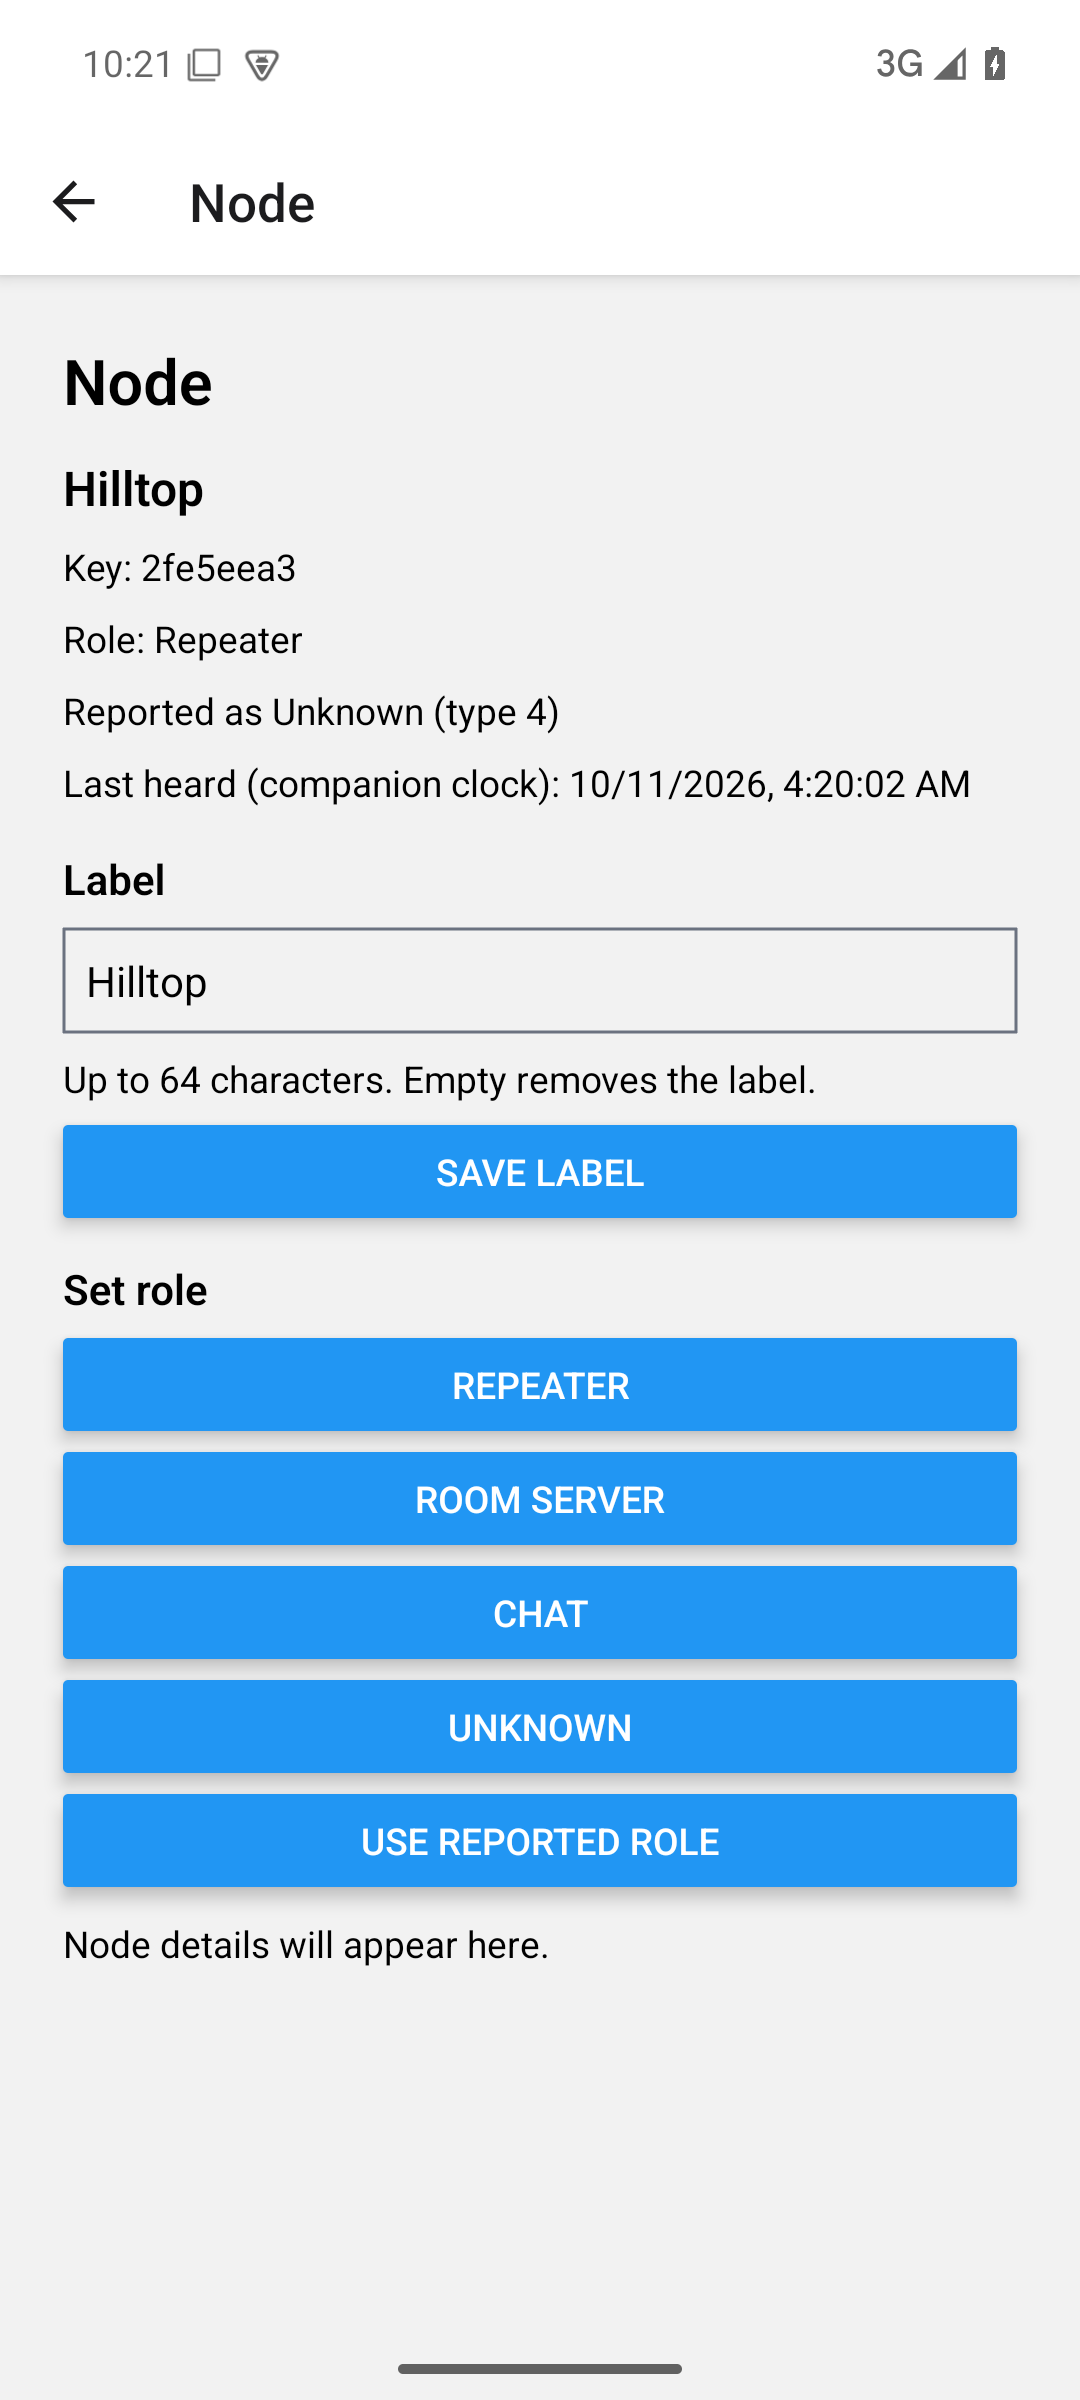 10:21
3G
Node
Node
Hilltop
Key: 2fe5eea3
Role: Repeater
Reported as Unknown (type 4)
Last heard (companion clock): 10/11/2026, 4:20:02 AM
Label
Hilltop
Up to 64 characters. Empty removes the label.
SAVE LABEL
Set role
REPEATER
ROOM SERVER
CHAT
UNKNOWN
USE REPORTED ROLE
Node details will appear here.